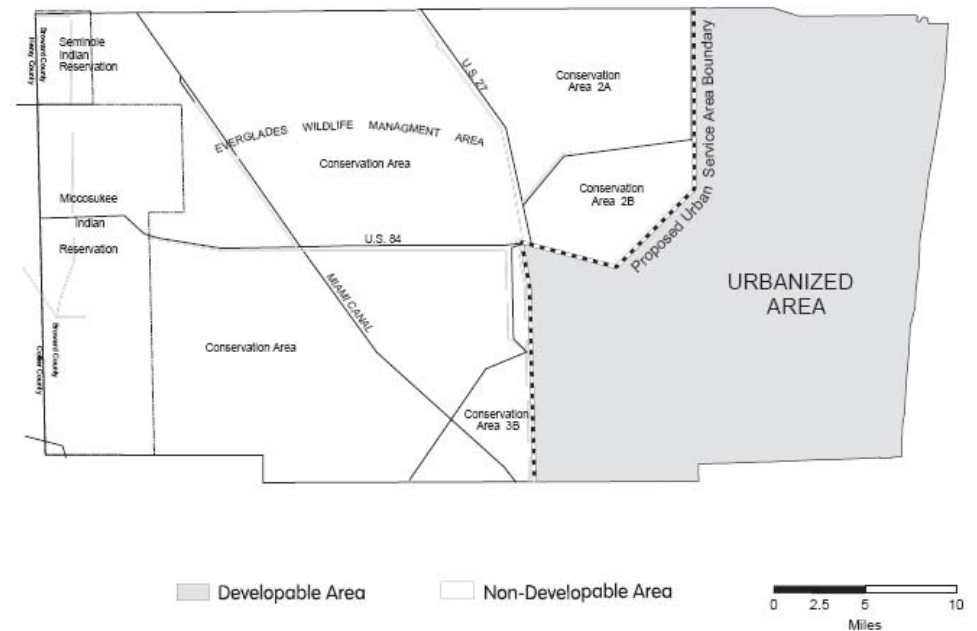 Seminole
Indian
Reservation
Broward County
Hendry County
U.S. 27
Conservation
Area 2A
Proposed Urban Service Area Boundary
EVERGLADES WILDLIFE MANAGMENT AREA
Conservation Area
Conservation
Area 2B
Miccosukee
Indian
Reservation
U.S. 84
URBANIZED
AREA
MIAMI CANAL
Conservation Area
Broward County
Collier County
Conservation
Area 3B
Developable Area
Non-Developable Area
0 2.5 5 10
Miles